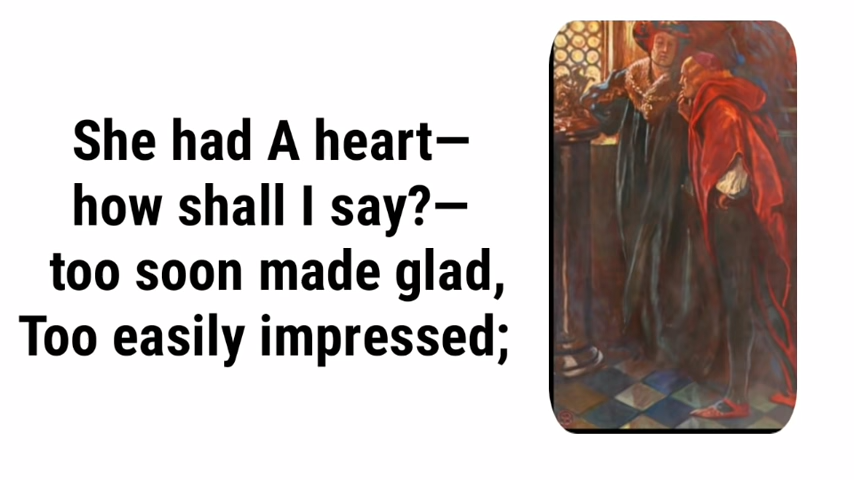 She had A heart—
how shall I say?—
too soon made glad,
Too easily impressed;